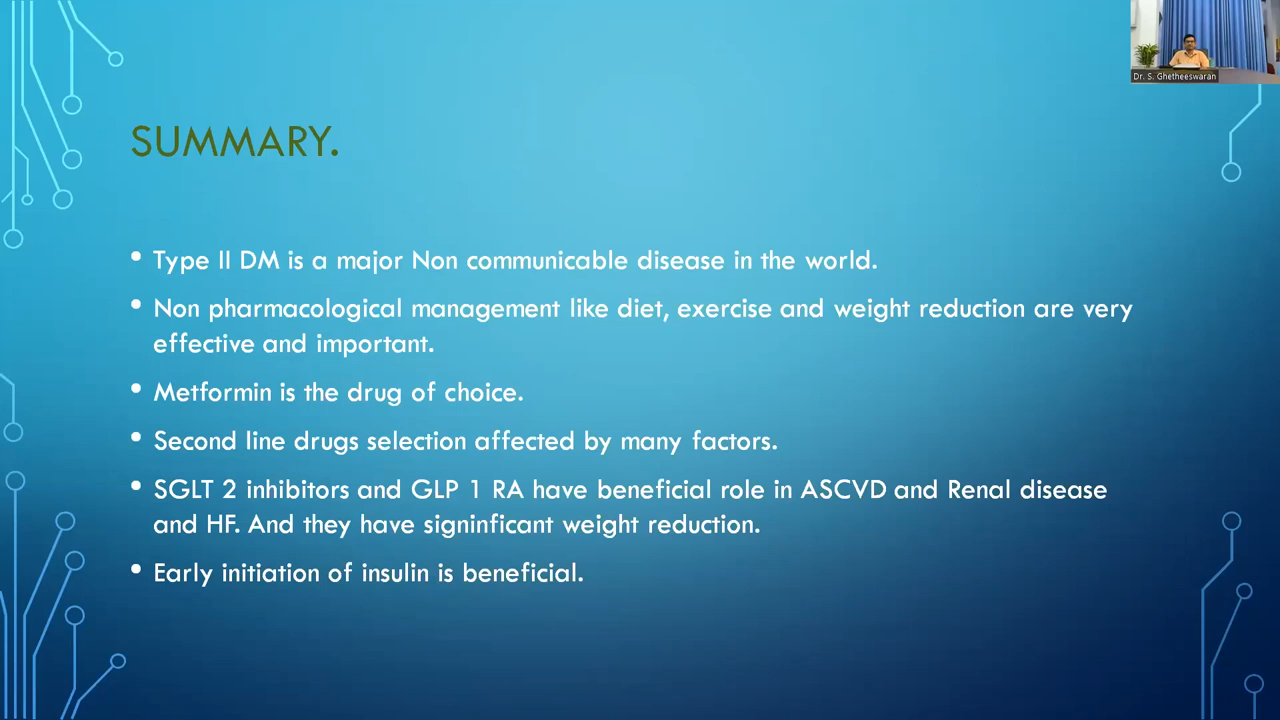 Dr. S. Ghetheeswaran
SUMMARY.
• Type II DM is a major Non communicable disease in the world.
• Non pharmacological management like diet, exercise and weight reduction are very
effective and important.
• Metformin is the drug of choice.
• Second line drugs selection affected by many factors.
• SGLT 2 inhibitors and GLP 1 RA have beneficial role in ASCVD and Renal disease
and HF. And they have signinficant weight reduction.
• Early initiation of insulin is beneficial.